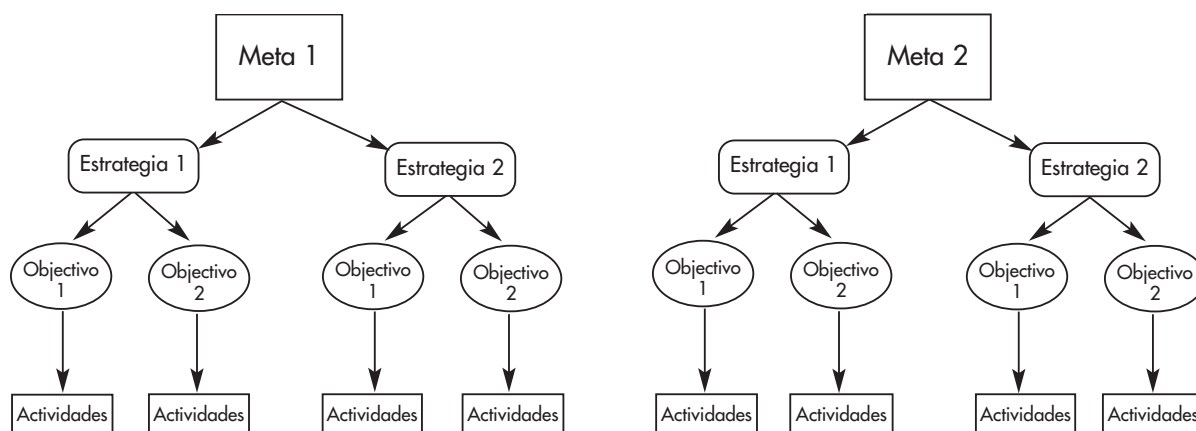 Meta 1
Meta 2
Estrategia 1
Estrategia 2
Estrategia 1
Estrategia 2
Objectivo
1
Objectivo
2
Objectivo
1
Objectivo
2
Objectivo
1
Objectivo
2
Objectivo
1
Objectivo
2
Actividades
Actividades
Actividades
Actividades
Actividades
Actividades
Actividades
Actividades